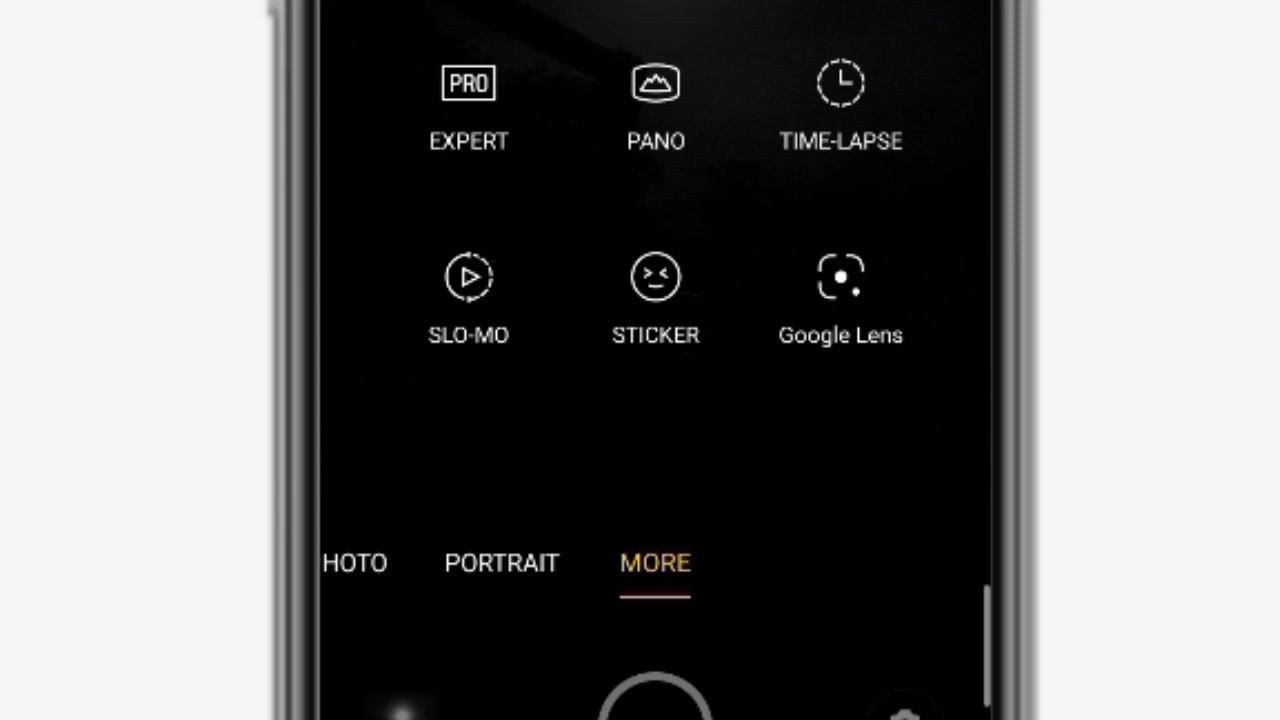 PRO
EXPERT
PANO
TIME-LAPSE
SLO-MO
STICKER
Google Lens
HOTO
PORTRAIT
MORE